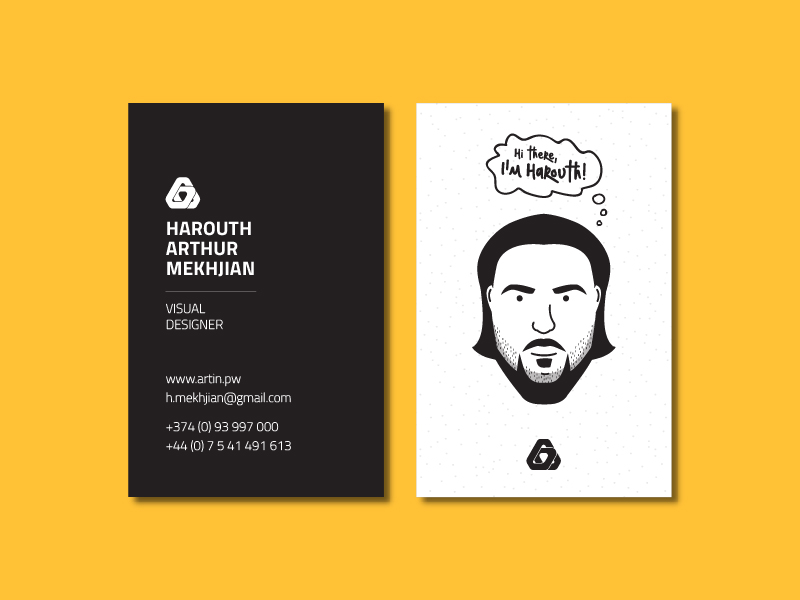 HAROUTH
ARTHUR
MEKHJIAN
VISUAL
DESIGNER
www.artin.pw
h.mekhjian@gmail.com
+374 (0) 93 997 000
+44 (0) 7 5 41 491 613
Hi there,
I'M HAROUTH!